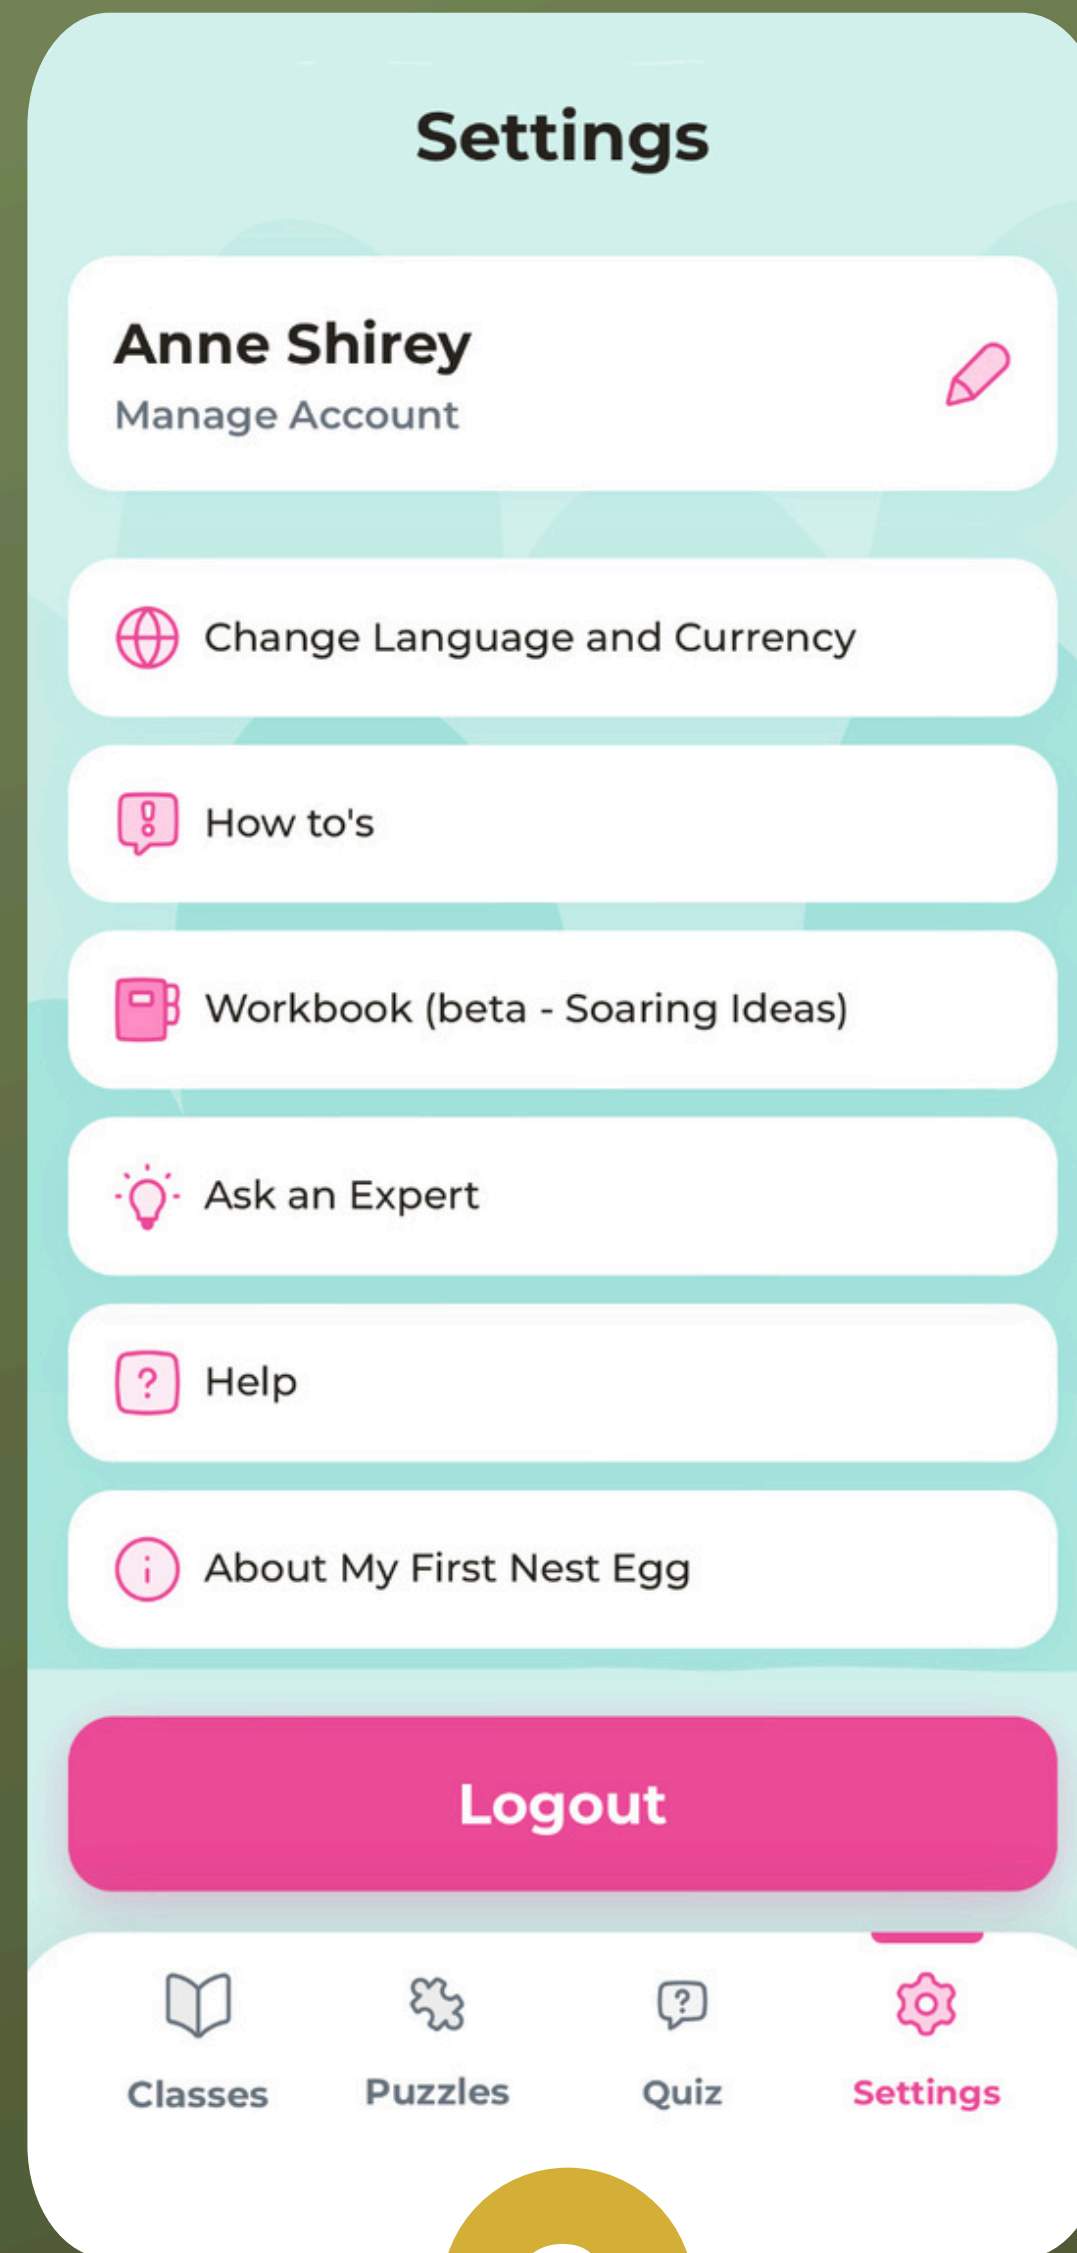 Settings
Anne Shirey
Manage Account
Change Language and Currency
How to's
Workbook (beta - Soaring Ideas)
Ask an Expert
Help
About My First Nest Egg
Logout
Classes
Puzzles
Quiz
Settings